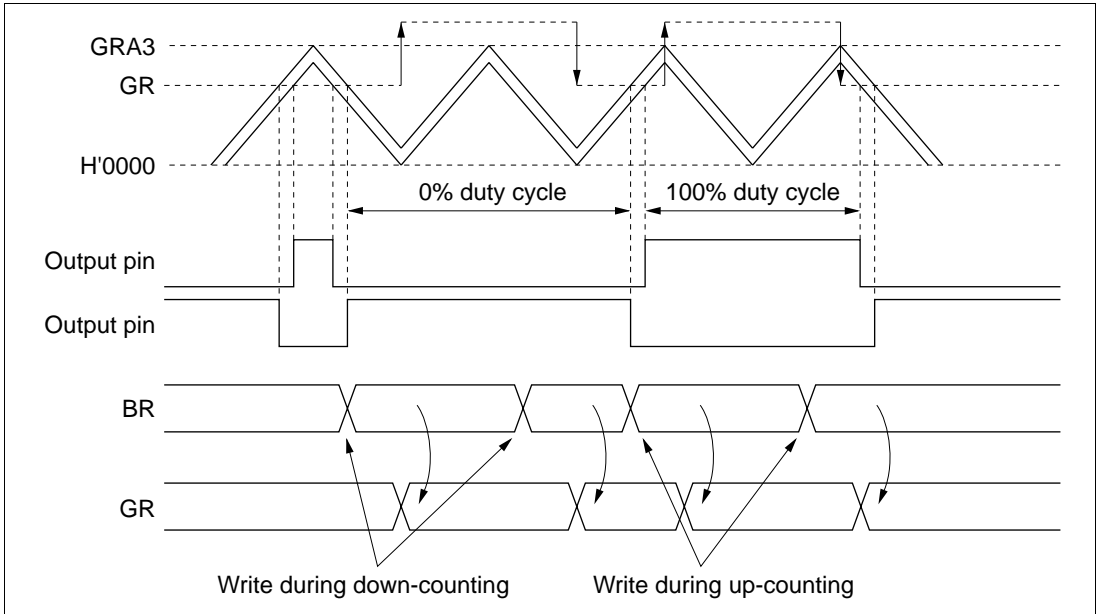 GRA3
GR
H'0000
0% duty cycle
100% duty cycle
Output pin
Output pin
BR
GR
Write during down-counting
Write during up-counting